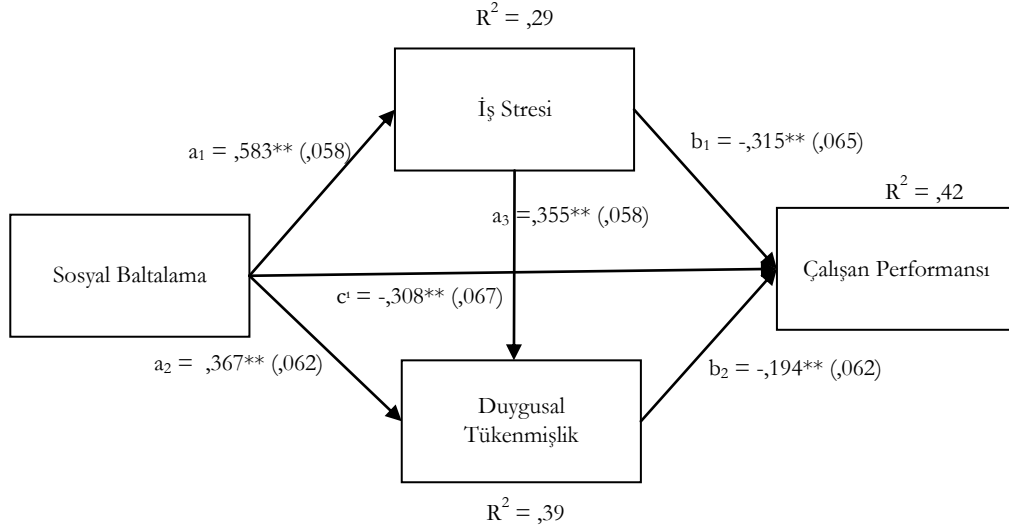 R² = ,29
İş Stresi
a₁ = ,583** (,058)
b₁ = -,315** (,065)
R² = ,42
a₃ = ,355** (,058)
Sosyal Baltalama
Çalışan Performansı
c¹ = -,308** (,067)
a₂ = ,367** (,062)
b₂ = -,194** (,062)
Duygusal
Tükenmişlik
R² = ,39